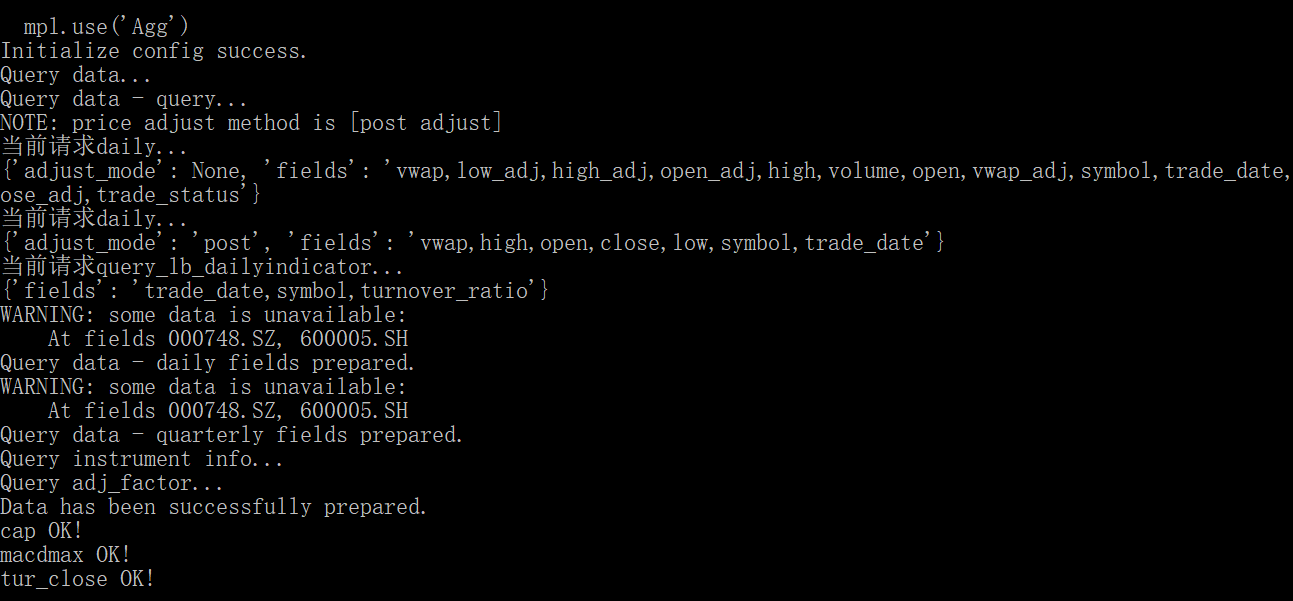 mpl.use('Agg')
Initialize config success.
Query data...
Query data - query...
NOTE: price adjust method is [post adjust]
当前请求daily...
{'adjust_mode': None, 'fields': 'vwap,low_adj,high_adj,open_adj,high,volume,open,vwap_adj,symbol,trade_date,
ose_adj,trade_status'}
当前请求daily...
{'adjust_mode': 'post', 'fields': 'vwap,high,open,close,low,symbol,trade_date'}
当前请求query_lb_dailyindicator...
{'fields': 'trade_date,symbol,turnover_ratio'}
WARNING: some data is unavailable:
At fields 000748.SZ, 600005.SH
Query data - daily fields prepared.
WARNING: some data is unavailable:
At fields 000748.SZ, 600005.SH
Query data - quarterly fields prepared.
Query instrument info...
Query adj_factor...
Data has been successfully prepared.
cap OK!
macdmax OK!
tur_close OK!